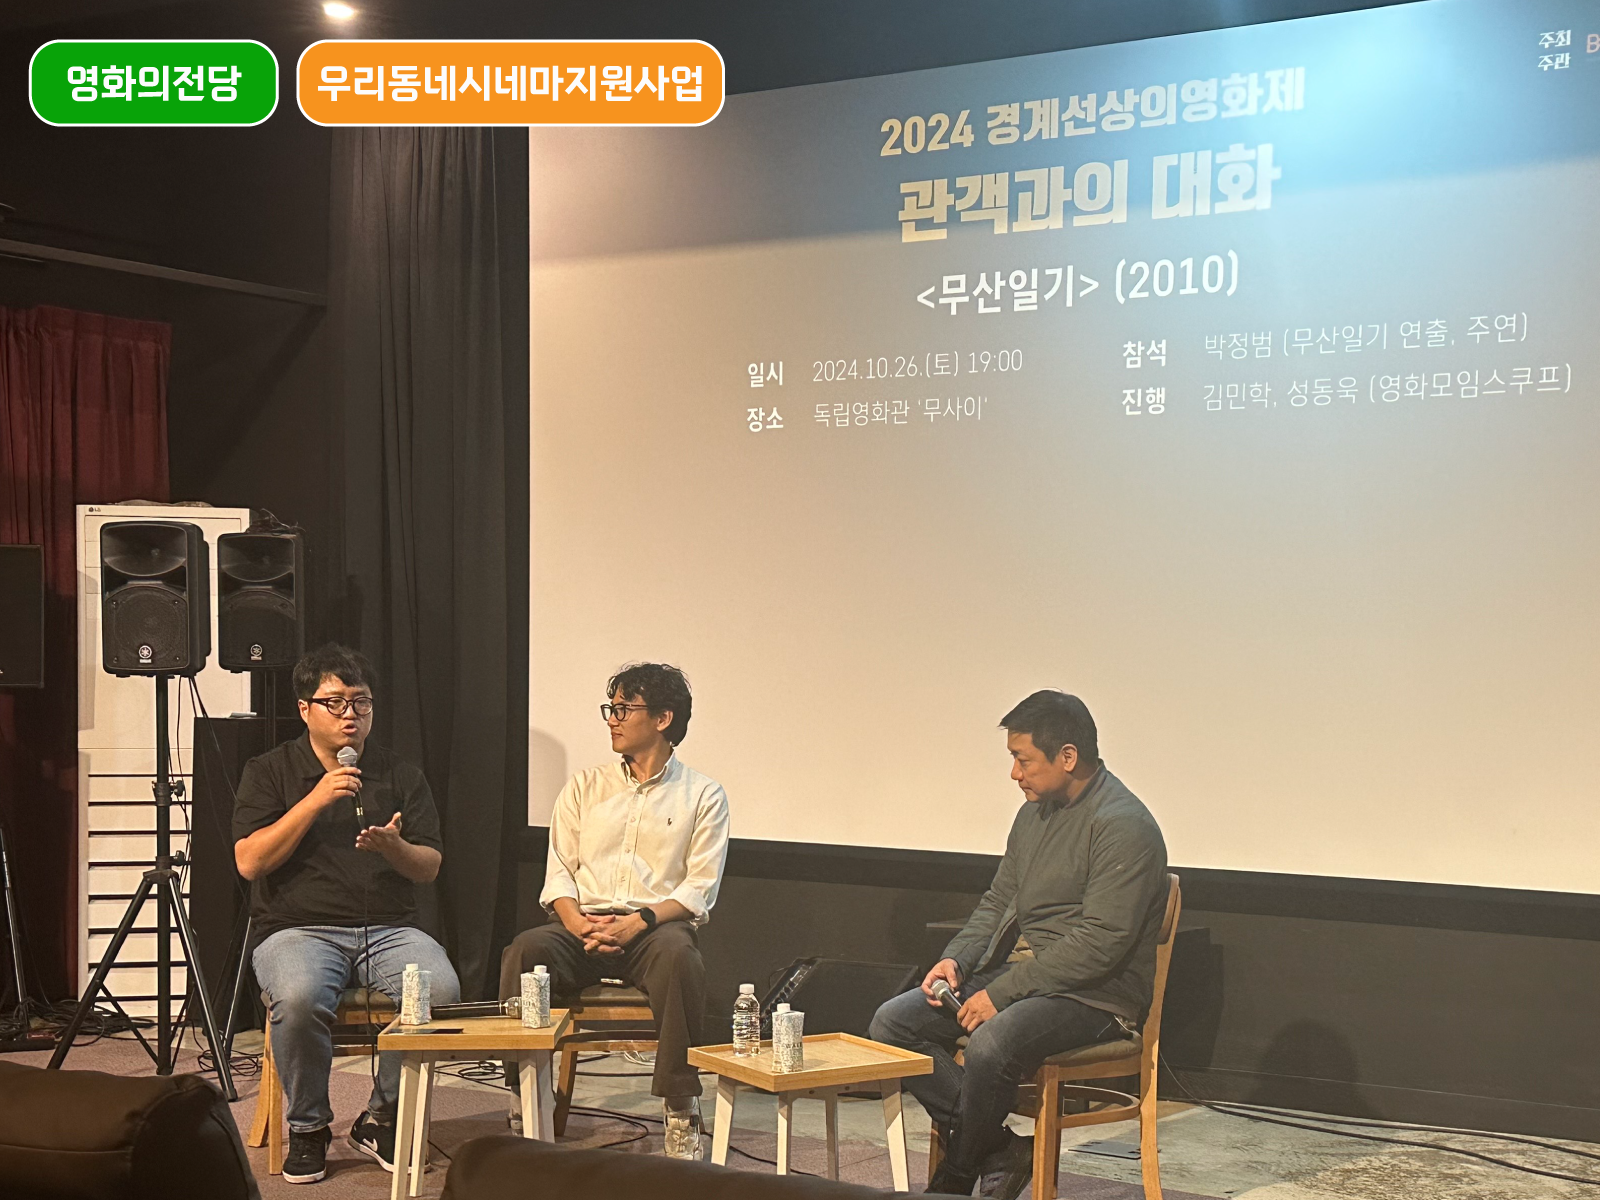 영화의전당
우리동네시네마지원사업
주최
주관
2024 경계선상의영화제
관객과의 대화
<무산일기> (2010)
일시 2024.10.26.(토) 19:00
장소 독립영화관 '무사이'
참석 박정범 (무산일기 연출, 주연)
진행 김민학, 성동욱 (영화모임스쿠프)
LG